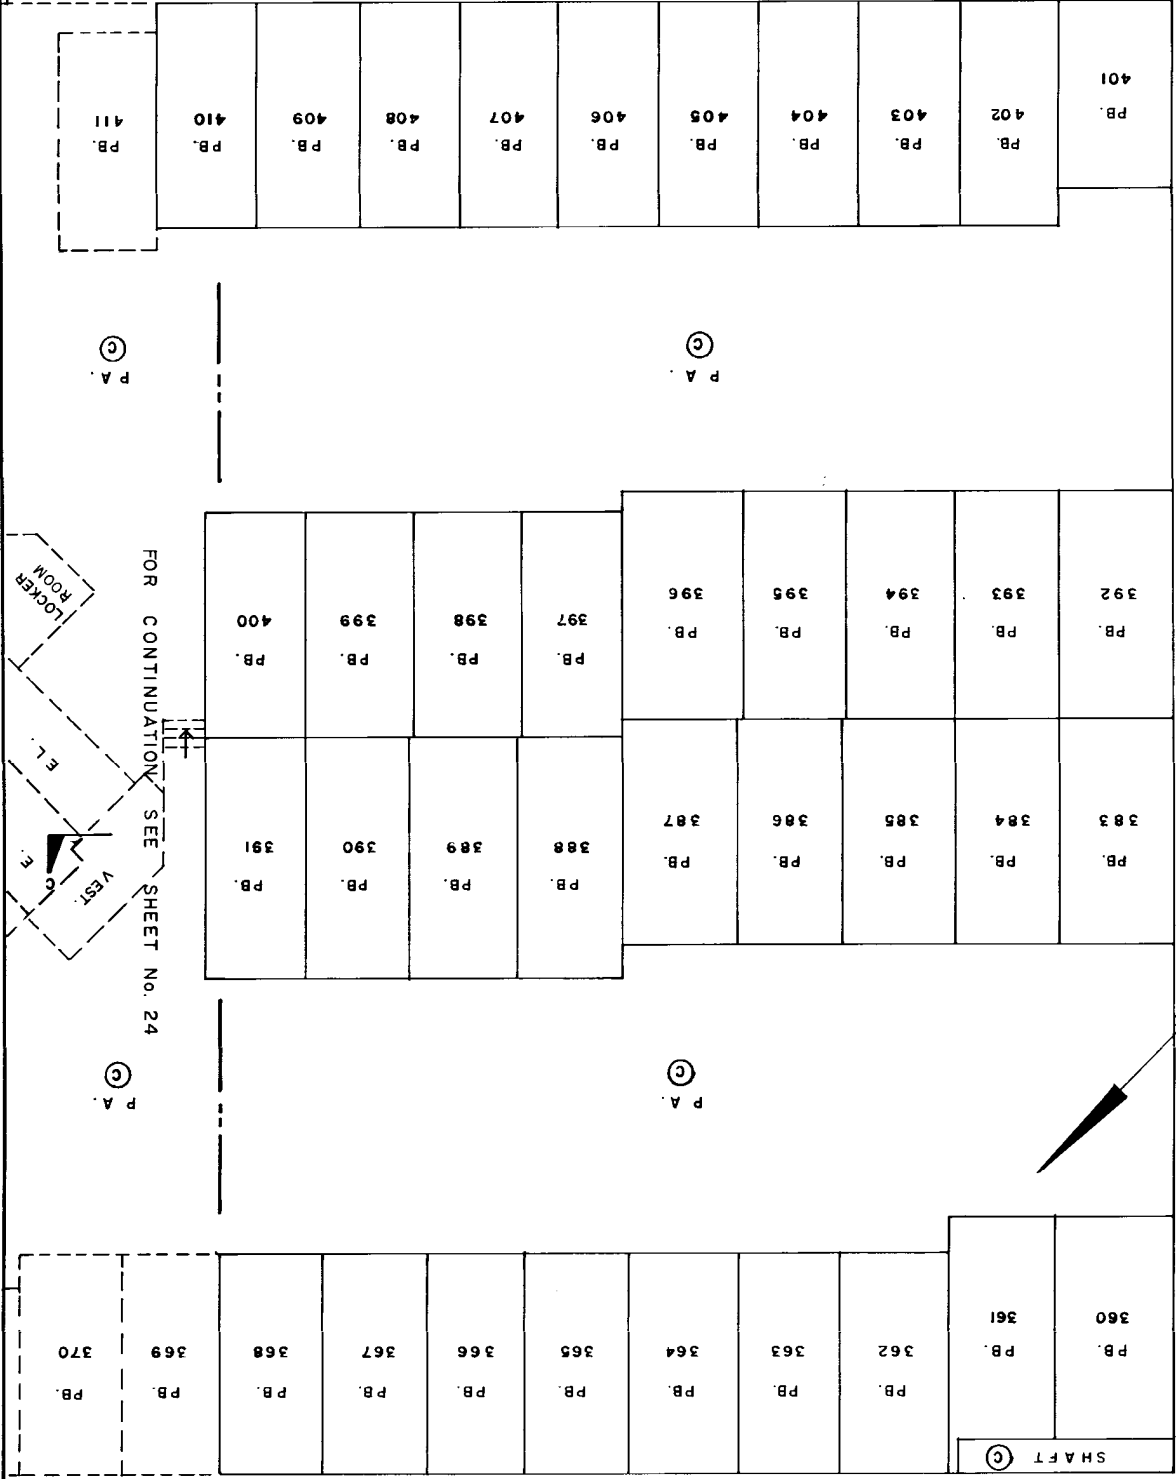 SHAFT Ⓒ
PB.
360
PB.
361
PB.
362
PB.
363
PB.
364
PB.
365
PB.
366
PB.
367
PB.
368
PB.
369
PB.
370
P A.
Ⓒ
P A.
Ⓒ
PB.
383
PB.
384
PB.
385
PB.
386
PB.
387
PB.
388
PB.
389
PB.
390
PB.
391
PB.
392
PB.
393
PB.
394
PB.
395
PB.
396
PB.
397
PB.
398
PB.
399
PB.
400
FOR CONTINUATION SEE SHEET No. 24
VEST.
C
E.
E L.
LOCKER
ROOM
P A.
Ⓒ
P A.
Ⓒ
PB.
401
PB.
402
PB.
403
PB.
404
PB.
405
PB.
406
PB.
407
PB.
408
PB.
409
PB.
410
PB.
411